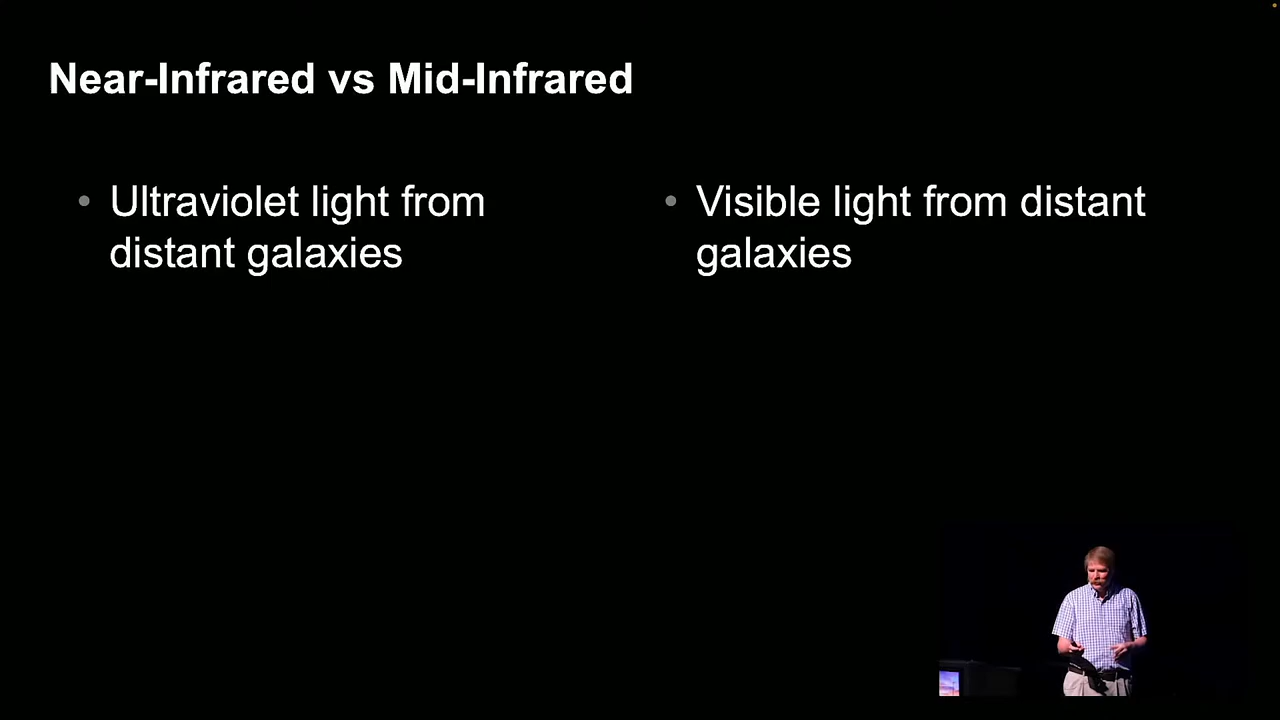 Near-Infrared vs Mid-Infrared
• Ultraviolet light from
distant galaxies
• Visible light from distant
galaxies